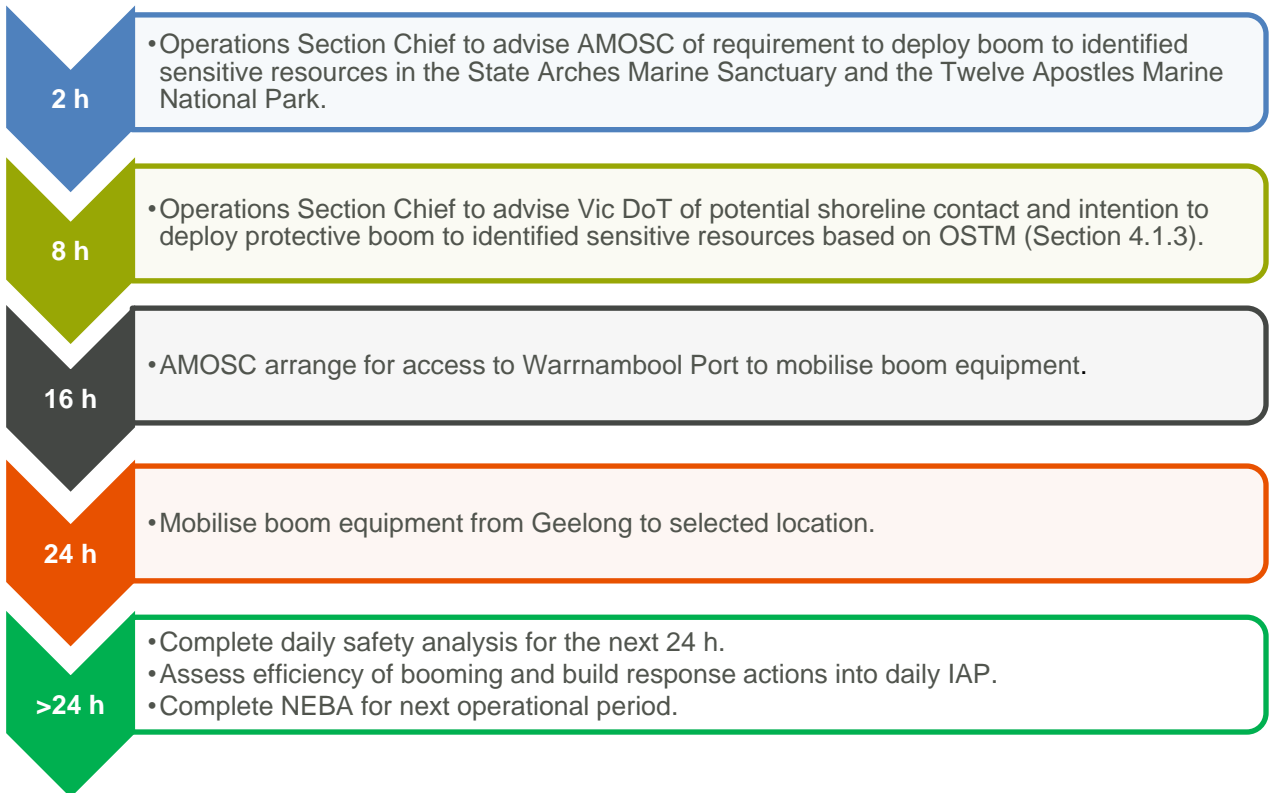 2 h
•Operations Section Chief to advise AMOSC of requirement to deploy boom to identified
sensitive resources in the State Arches Marine Sanctuary and the Twelve Apostles Marine
National Park.
8 h
•Operations Section Chief to advise Vic DoT of potential shoreline contact and intention to
deploy protective boom to identified sensitive resources based on OSTM (Section 4.1.3).
16 h
•AMOSC arrange for access to Warrnambool Port to mobilise boom equipment.
24 h
•Mobilise boom equipment from Geelong to selected location.
>24 h
•Complete daily safety analysis for the next 24 h.
•Assess efficiency of booming and build response actions into daily IAP.
•Complete NEBA for next operational period.